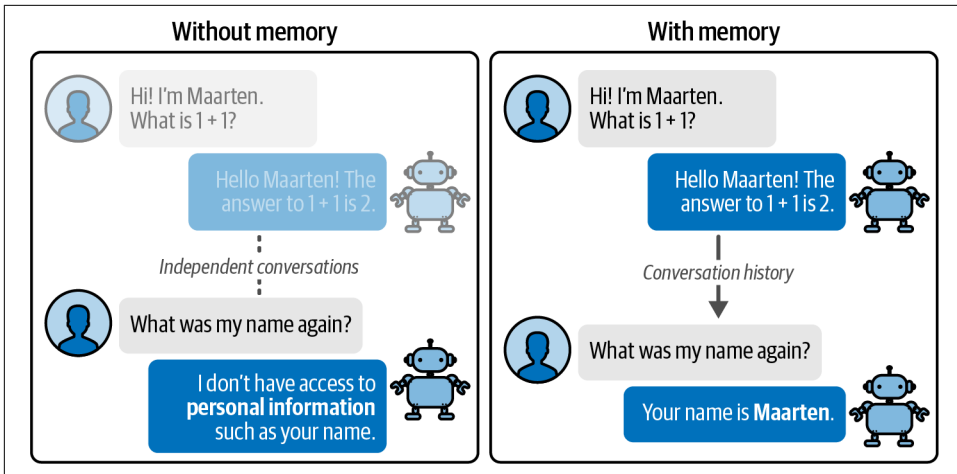 Without memory
Hi! I'm Maarten.
What is 1 + 1?
Hello Maarten! The
answer to 1 + 1 is 2.
Independent conversations
What was my name again?
I don't have access to
personal information
such as your name.
With memory
Hi! I'm Maarten.
What is 1 + 1?
Hello Maarten! The
answer to 1 + 1 is 2.
Conversation history
What was my name again?
Your name is Maarten.